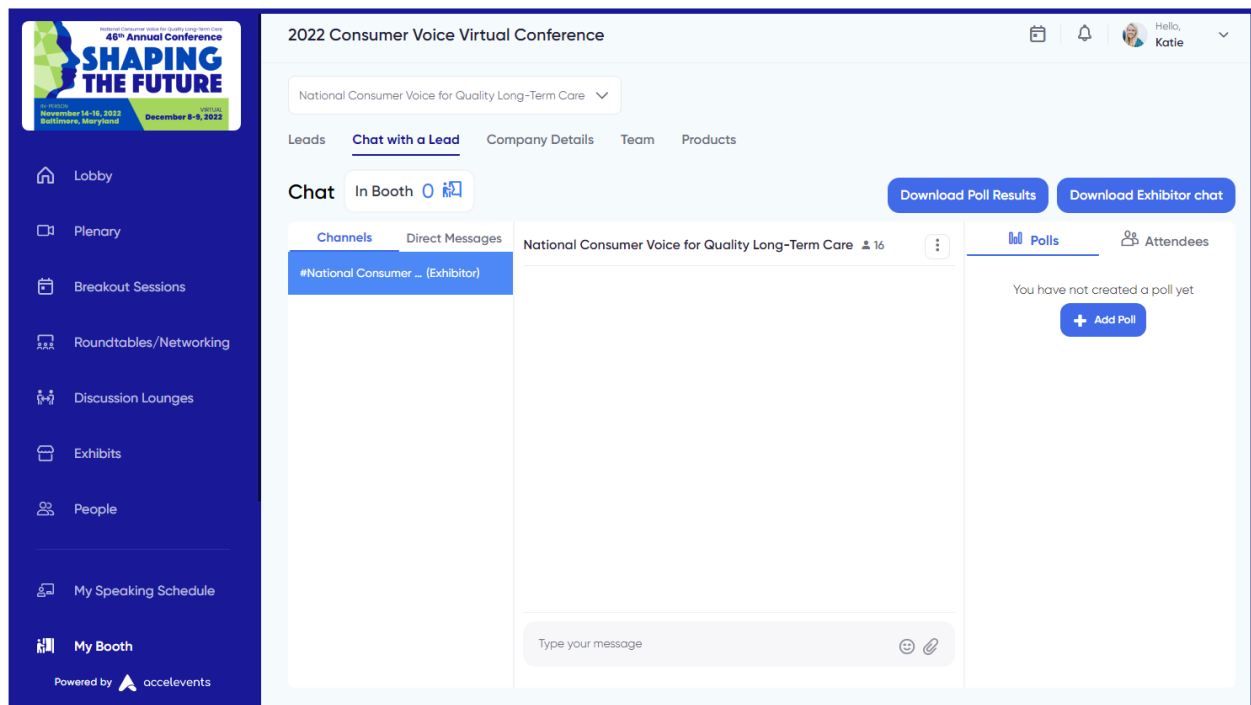 National Consumer Voice for Quality Long-Term Care
46th Annual Conference
SHAPING
THE FUTURE
IN-PERSON
November 14-16, 2022
Baltimore, Maryland
VIRTUAL
December 8-9, 2022
Lobby
Plenary
Breakout Sessions
Roundtables/Networking
Discussion Lounges
Exhibits
People
My Speaking Schedule
My Booth
Powered by accelevents
2022 Consumer Voice Virtual Conference
Hello,
Katie
National Consumer Voice for Quality Long-Term Care
Leads Chat with a Lead Company Details Team Products
Chat In Booth 0
Download Poll Results Download Exhibitor chat
Channels Direct Messages
#National Consumer ... (Exhibitor)
National Consumer Voice for Quality Long-Term Care 16
Polls Attendees
You have not created a poll yet
Add Poll
Type your message